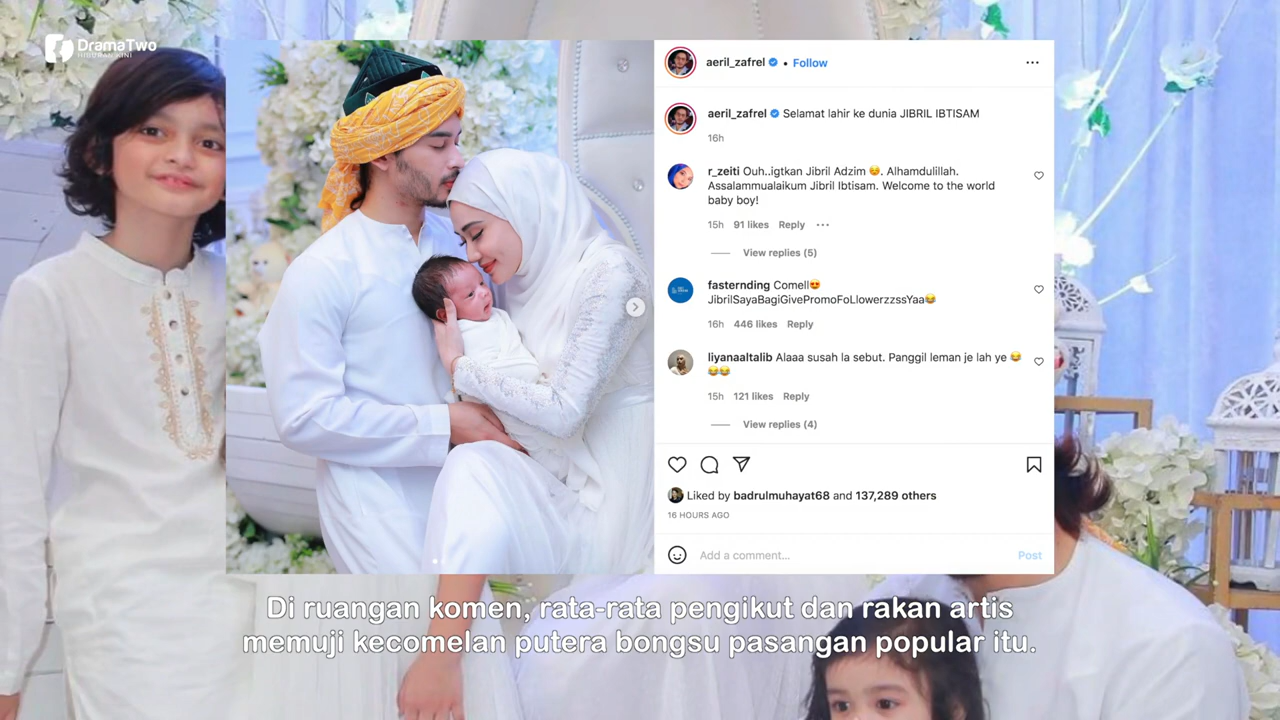 DramaTwo
HIBURAN KINI
aeril_zafrel • Follow
aeril_zafrel Selamat lahir ke dunia JIBRIL IBTISAM
16h
r_zeiti Ouh..igtkan Jibril Adzim 😌. Alhamdulillah.
Assalammualaikum Jibril Ibtisam. Welcome to the world
baby boy!
15h 91 likes Reply
View replies (5)
fasternding Comell😍
JibrilSayaBagiGivePromoFoLlowerzzssYaa😂
16h 446 likes Reply
liyanaaltalib Alaaa susah la sebut. Panggil leman je lah ye 😂
😂😂
15h 121 likes Reply
View replies (4)
Liked by badrulmuhayat68 and 137,289 others
16 HOURS AGO
Add a comment... Post
Di ruangan komen, rata-rata pengikut dan rakan artis
memuji kecomelan putera bongsu pasangan popular itu.